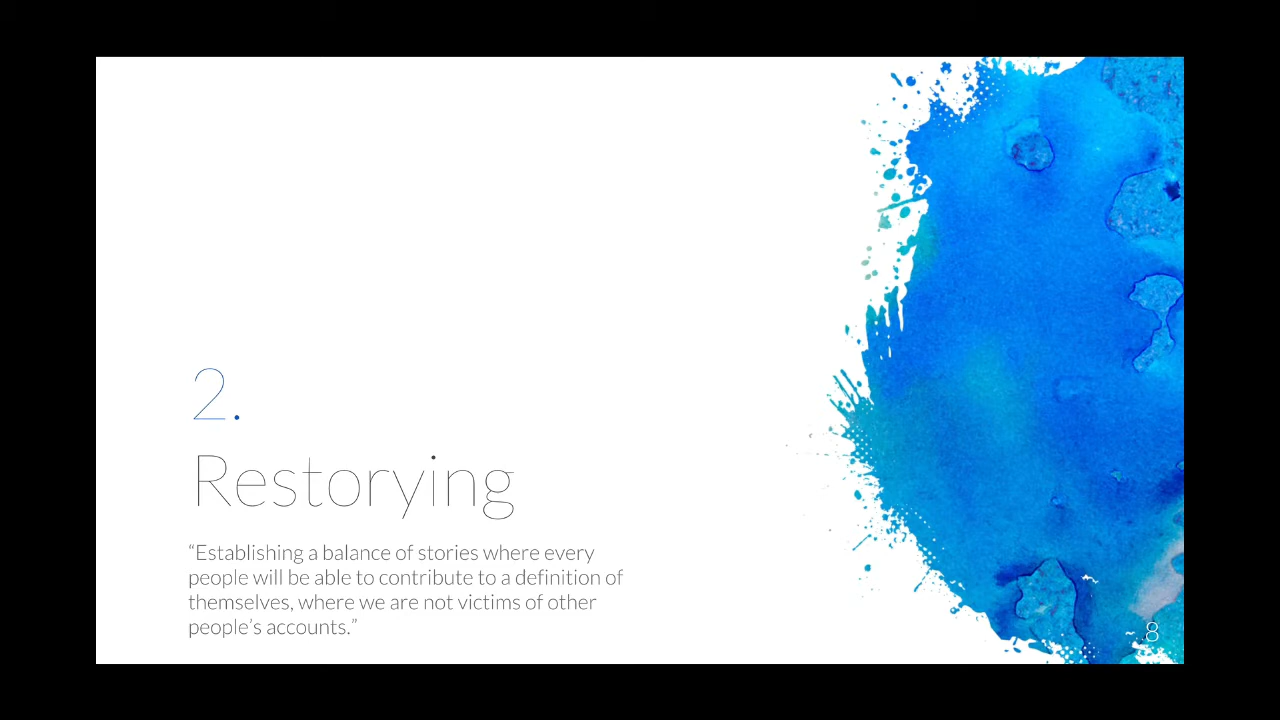 2.
Restorying
“Establishing a balance of stories where every
people will be able to contribute to a definition of
themselves, where we are not victims of other
people’s accounts.”
8